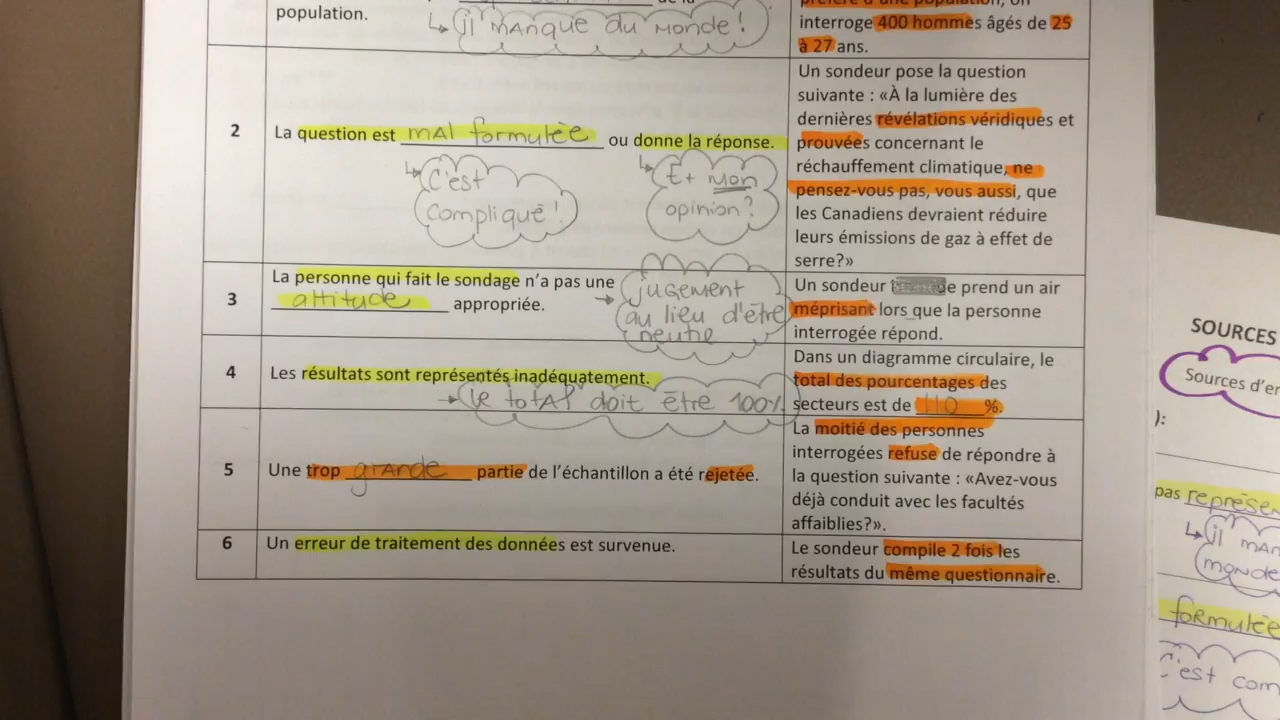 population.
il manque du monde!
interroge 400 hommes âgés de 25
à 27 ans.
2
La question est mal formulée ou donne la réponse.
C'est
compliqué!
Et mon
opinion?
Un sondeur pose la question
suivante : «À la lumière des
dernières révélations véridiques et
prouvées concernant le
réchauffement climatique, ne
pensez-vous pas, vous aussi, que
les Canadiens devraient réduire
leurs émissions de gaz à effet de
serre?»
3
La personne qui fait le sondage n'a pas une
attitude appropriée.
jugement
au lieu d'être
neutre
Un sondeur prend un air
méprisant lorsque la personne
interrogée répond.
4
Les résultats sont représentés inadéquatement.
le total doit être 100%
Dans un diagramme circulaire, le
total des pourcentages des
secteurs est de 110 %.
5
Une trop grande partie de l'échantillon a été rejetée.
La moitié des personnes
interrogées refuse de répondre à
la question suivante : «Avez-vous
déjà conduit avec les facultés
affaiblies?».
6
Un erreur de traitement des données est survenue.
Le sondeur compile 2 fois les
résultats du même questionnaire.
SOURCES
Sources d'er
):
pas représe
il man
monde
formulée
C'est com